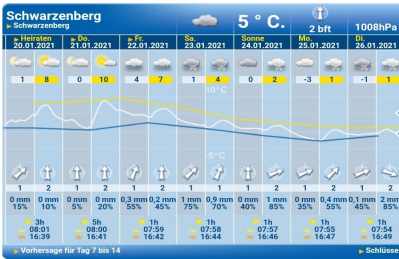 Schwarzenberg
▶ Schwarzenberg
5 ° C.
2 bft
1008hPa
▶ Heiraten ▶ Do. ▶ Fr. Sa. Sonne Mo. Di.
20.01.2021 21.01.2021 22.01.2021 23.01.2021 24.01.2021 25.01.2021 26.01.2021
1 8 0 10 4 7 1 4 0 2 -3 1 -1 1
10°C
-5°C
1 2 1 2 1 2 1 2 1 2 1 2 1 2
0 mm 0 mm 0 mm 0 mm 0,3 mm 0,2 mm 1 mm 0,9 mm 0 mm 1 mm 0 mm 0,4 mm 0,1 mm 2 mm
15% 10% 5% 20% 55% 45% 75% 70% 40% 85% 35% 55% 45% 85%
3h 5h 1h 1h 1h 1h 1h
08:01 08:00 07:59 07:58 07:57 07:55 07:54
16:39 16:41 16:42 16:44 16:46 16:47 16:49
▶ Vorhersage für Tag 7 bis 14
▶ Schlüsse